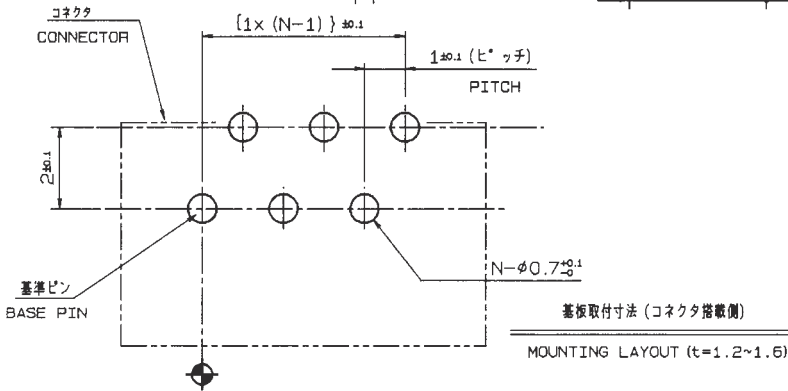 コネクタ
CONNECTOR
{1x (N-1) } ±0.1
1±0.1 (ピッチ)
PITCH
2±0.1
N-φ0.7 +0.1 -0
基準ピン
BASE PIN
基板取付寸法 (コネクタ搭載側)
MOUNTING LAYOUT (t=1.2~1.6)